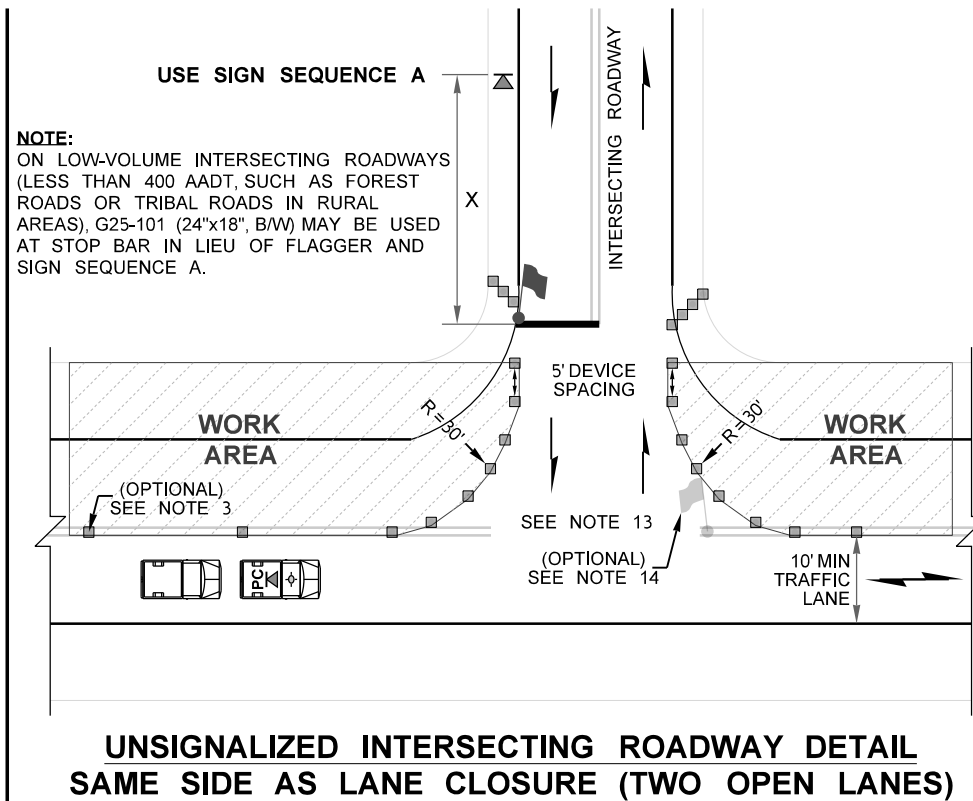 USE SIGN SEQUENCE A
NOTE:
ON LOW-VOLUME INTERSECTING ROADWAYS
(LESS THAN 400 AADT, SUCH AS FOREST
ROADS OR TRIBAL ROADS IN RURAL
AREAS), G25-101 (24"x18", B/W) MAY BE USED
AT STOP BAR IN LIEU OF FLAGGER AND
SIGN SEQUENCE A.
X
INTERSECTING ROADWAY
5' DEVICE
SPACING
WORK
AREA
R = 30'
R = 30'
WORK
AREA
(OPTIONAL)
SEE NOTE 3
SEE NOTE 13
(OPTIONAL)
SEE NOTE 14
10' MIN
TRAFFIC
LANE
PC
UNSIGNALIZED INTERSECTING ROADWAY DETAIL
SAME SIDE AS LANE CLOSURE (TWO OPEN LANES)